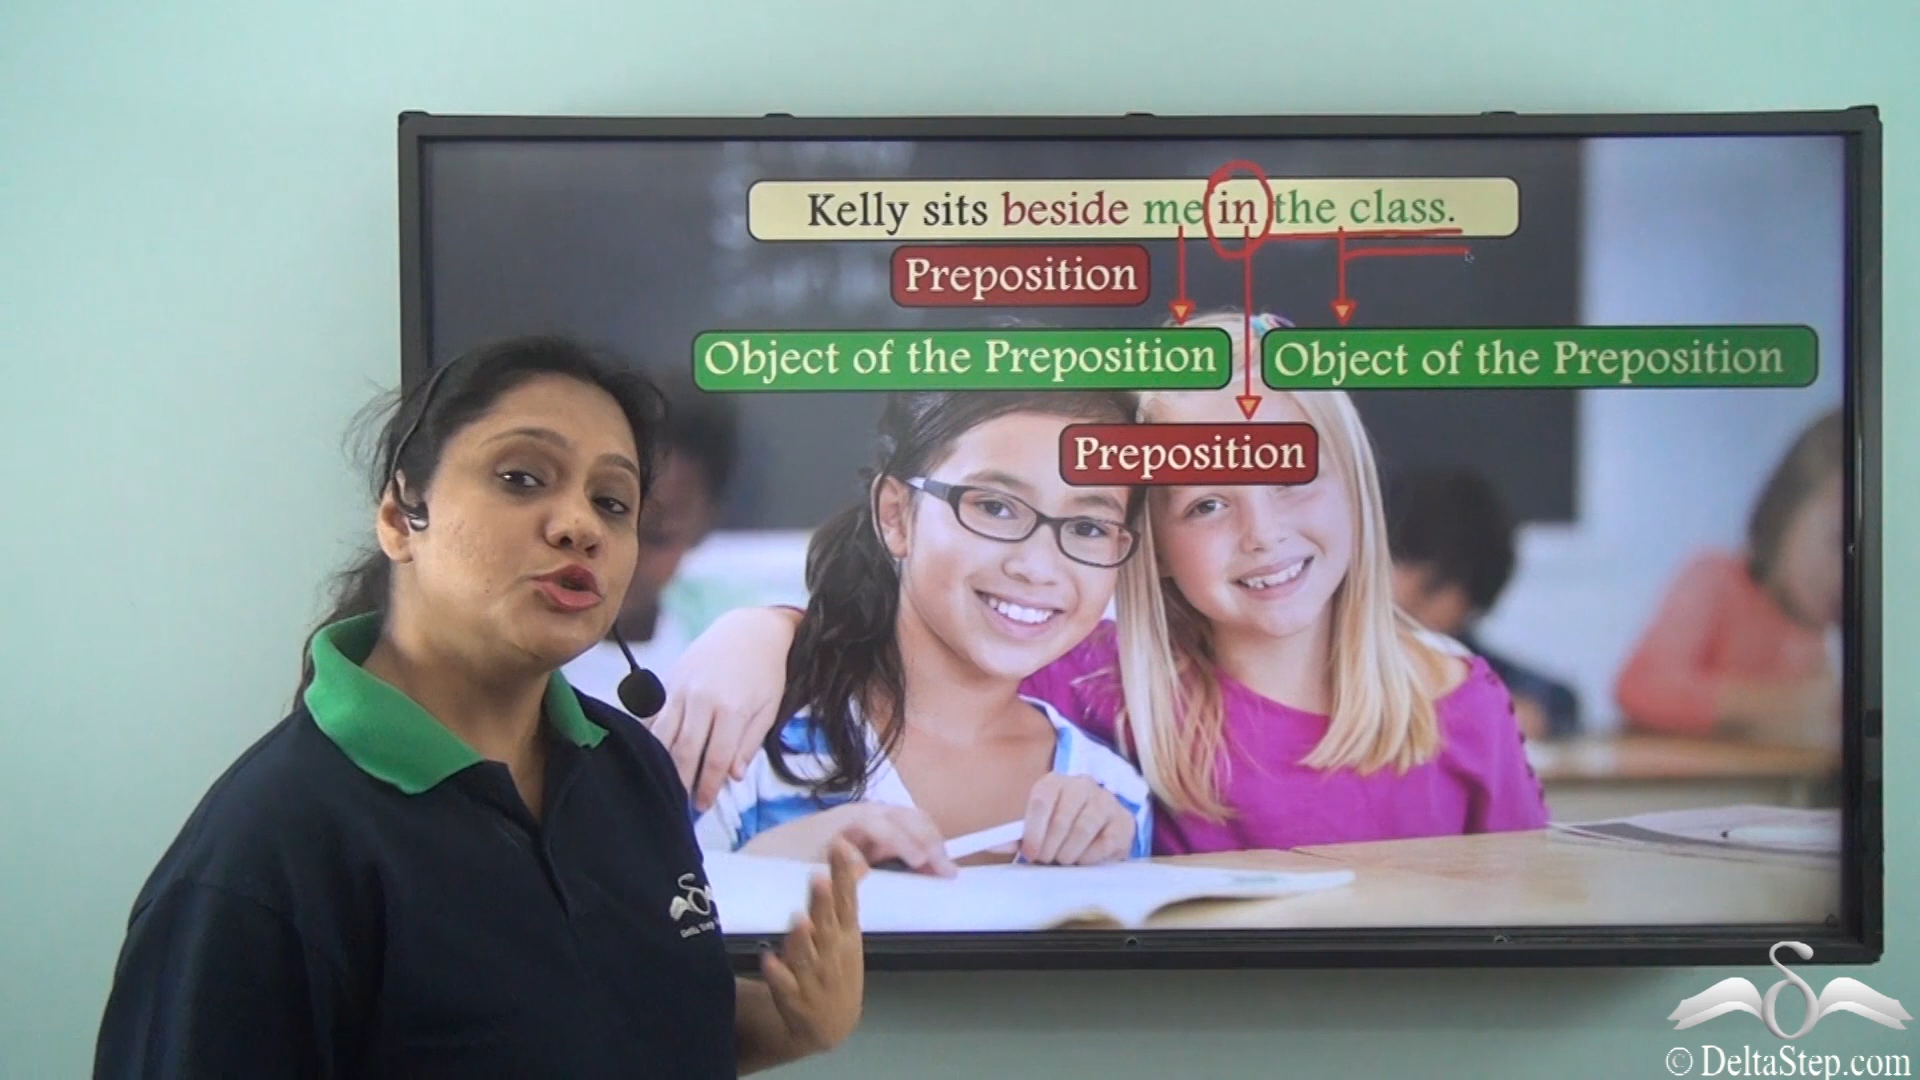 Kelly sits beside me in the class.
Preposition
Object of the Preposition
Object of the Preposition
Preposition
© DeltaStep.com